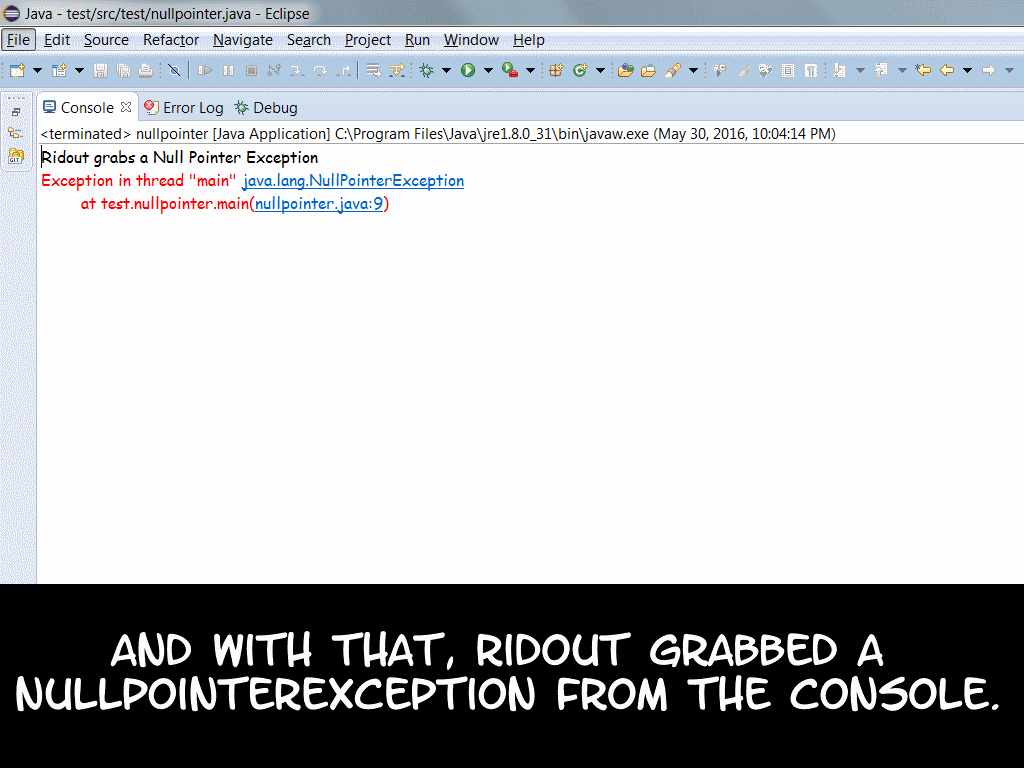 Java - test/src/test/nullpointer.java - Eclipse
File Edit Source Refactor Navigate Search Project Run Window Help
Console Error Log Debug
<terminated> nullpointer [Java Application] C:\Program Files\Java\jre1.8.0_31\bin\javaw.exe (May 30, 2016, 10:04:14 PM)
Ridout grabs a Null Pointer Exception
Exception in thread "main" java.lang.NullPointerException
at test.nullpointer.main(nullpointer.java:9)
AND WITH THAT, RIDOUT GRABBED A
NULLPOINTEREXCEPTION FROM THE CONSOLE.